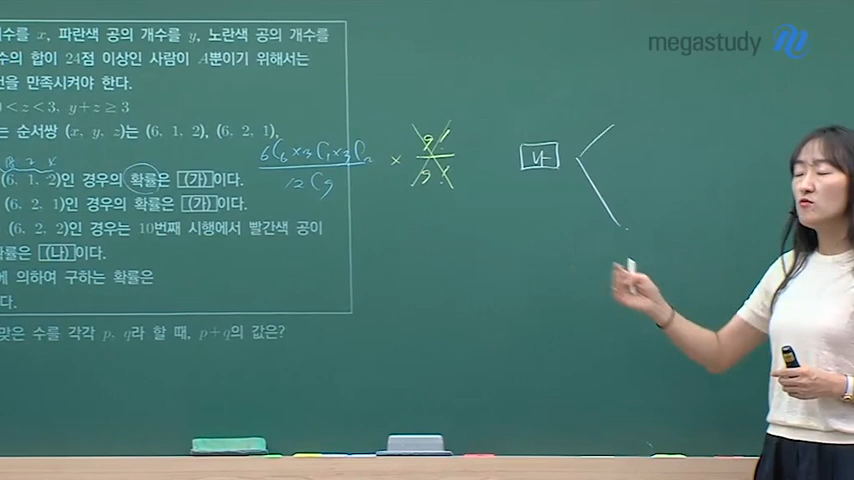 개수를 x, 파란색 공의 개수를 y, 노란색 공의 개수를
수의 합이 24점 이상인 사람이 A뿐이기 위해서는
을 만족시켜야 한다.
0<z<3, y+z≥3
는 순서쌍 (x, y, z)는 (6, 1, 2), (6, 2, 1),
(6, 1, 2)인 경우의 확률은 (가)이다.
(6, 2, 1)인 경우의 확률은 (가)이다.
(6, 2, 2)인 경우는 10번째 시행에서 빨간색 공이
확률은 (나)이다.
에 의하여 구하는 확률은
다.
맞은 수를 각각 p, q라 할 때, p+q의 값은?
6C6 × 3C1 × 3C2
12C9
×
9!
9!
나
megastudy